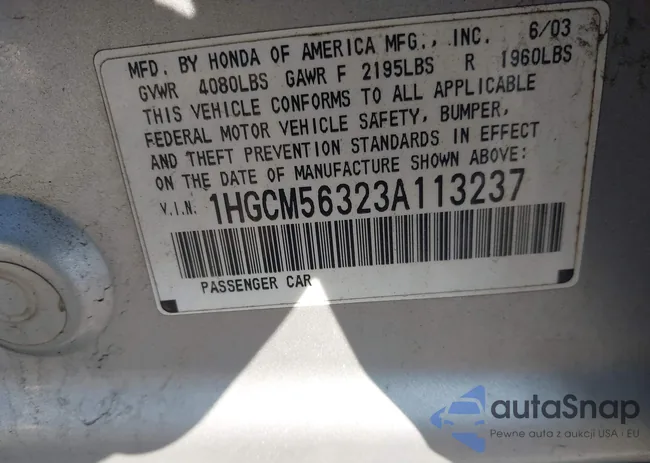 MFD. BY HONDA OF AMERICA MFG., INC. 6/03
GVWR 4080LBS GAWR F 2195LBS R 1960LBS
THIS VEHICLE CONFORMS TO ALL APPLICABLE
FEDERAL MOTOR VEHICLE SAFETY, BUMPER,
AND THEFT PREVENTION STANDARDS IN EFFECT
ON THE DATE OF MANUFACTURE SHOWN ABOVE:
V.I.N. 1HGCM56323A113237
PASSENGER CAR
autaSnap
Pewne auta z aukcji USA i EU